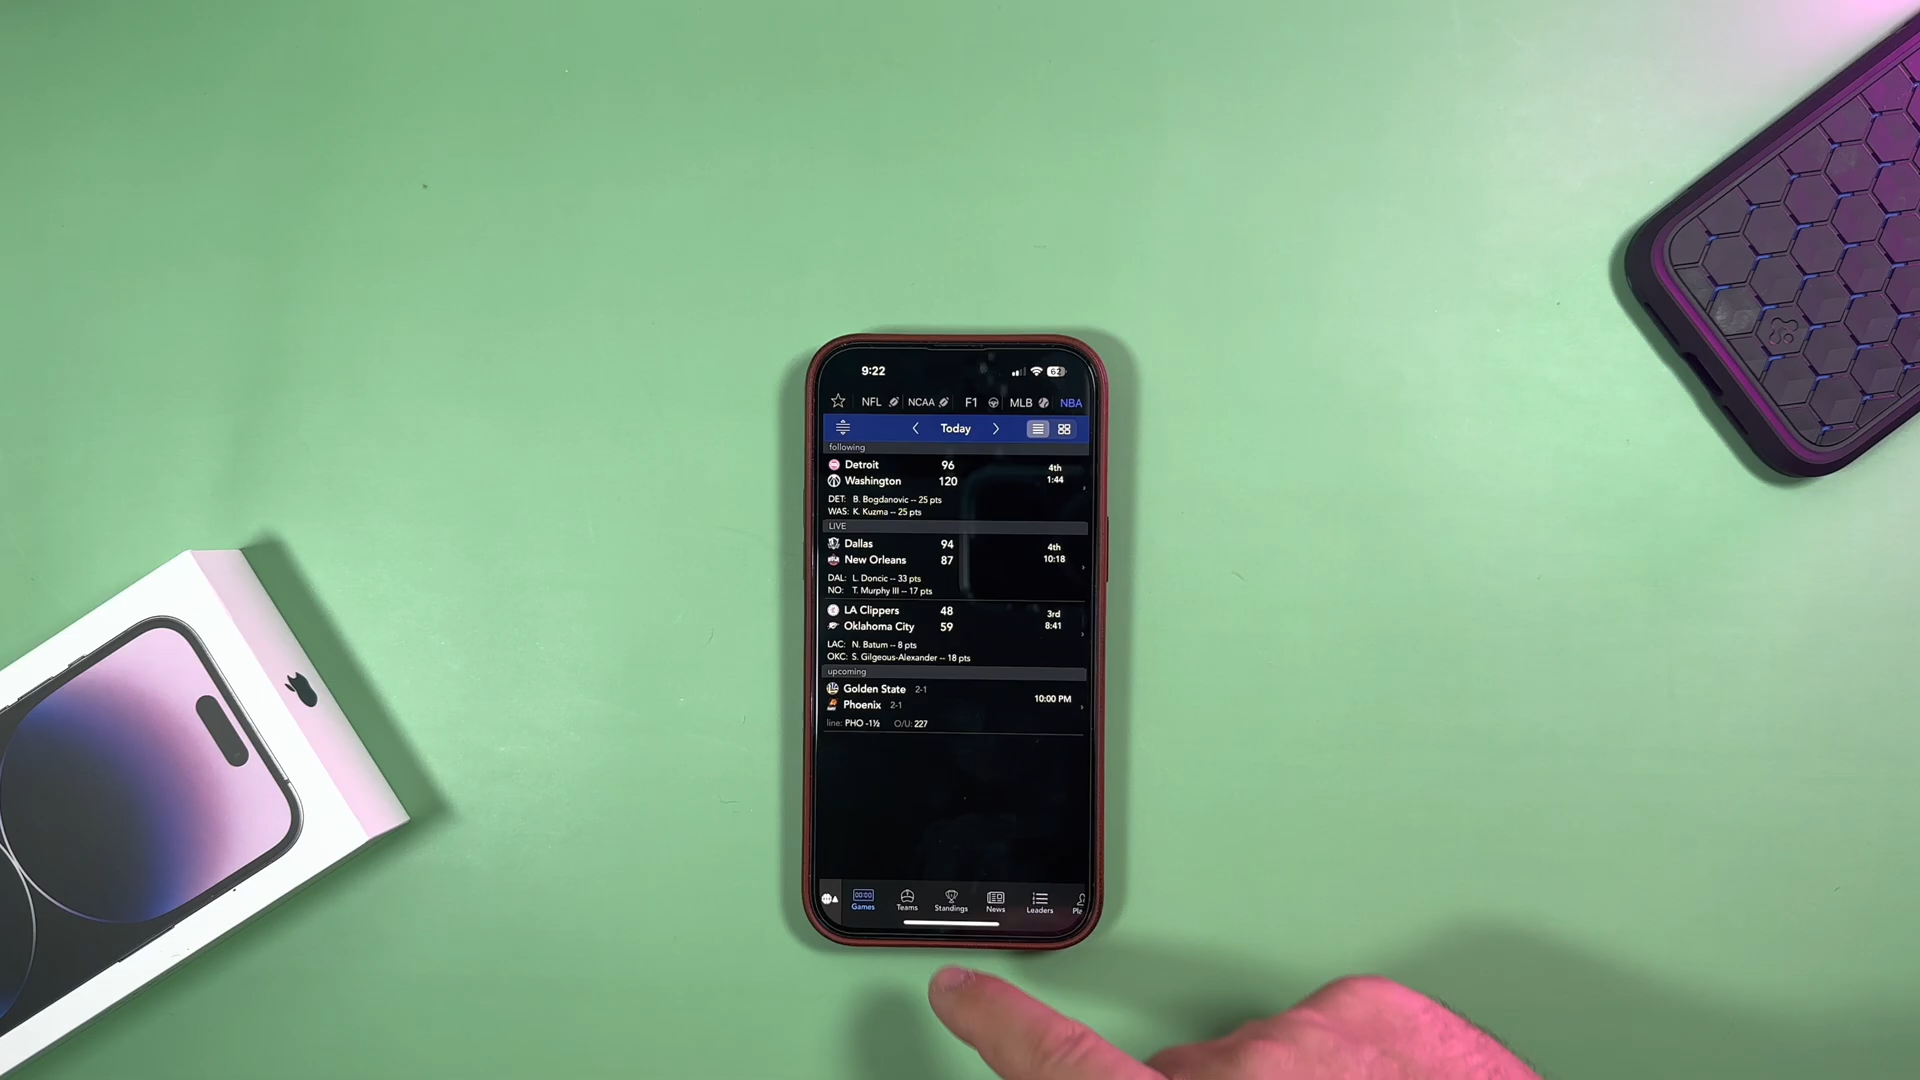 9:22
62
NFL NCAA F1 MLB NBA
Today
following
Detroit 96 4th
Washington 120 1:44
DET: B. Bogdanovic -- 25 pts
WAS: K. Kuzma -- 25 pts
LIVE
Dallas 94 4th
New Orleans 87 10:18
DAL: L. Doncic -- 33 pts
NO: T. Murphy III -- 17 pts
LA Clippers 48 3rd
Oklahoma City 59 8:41
LAC: N. Batum -- 8 pts
OKC: S. Gilgeous-Alexander -- 18 pts
upcoming
Golden State 2-1 10:00 PM
Phoenix 2-1
line: PHO -1½ O/U: 227
00:00
Games Teams Standings News Leaders Pl